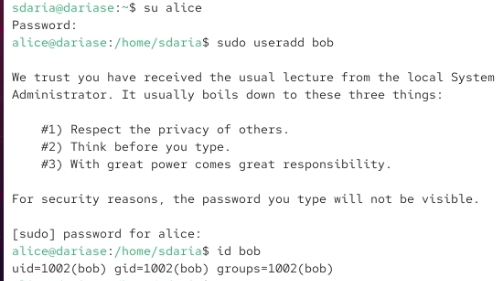 sdaria@dariase:~$ su alice
Password:
alice@dariase:/home/sdaria$ sudo useradd bob
We trust you have received the usual lecture from the local System
Administrator. It usually boils down to these three things:
#1) Respect the privacy of others.
#2) Think before you type.
#3) With great power comes great responsibility.
For security reasons, the password you type will not be visible.
[sudo] password for alice:
alice@dariase:/home/sdaria$ id bob
uid=1002(bob) gid=1002(bob) groups=1002(bob)